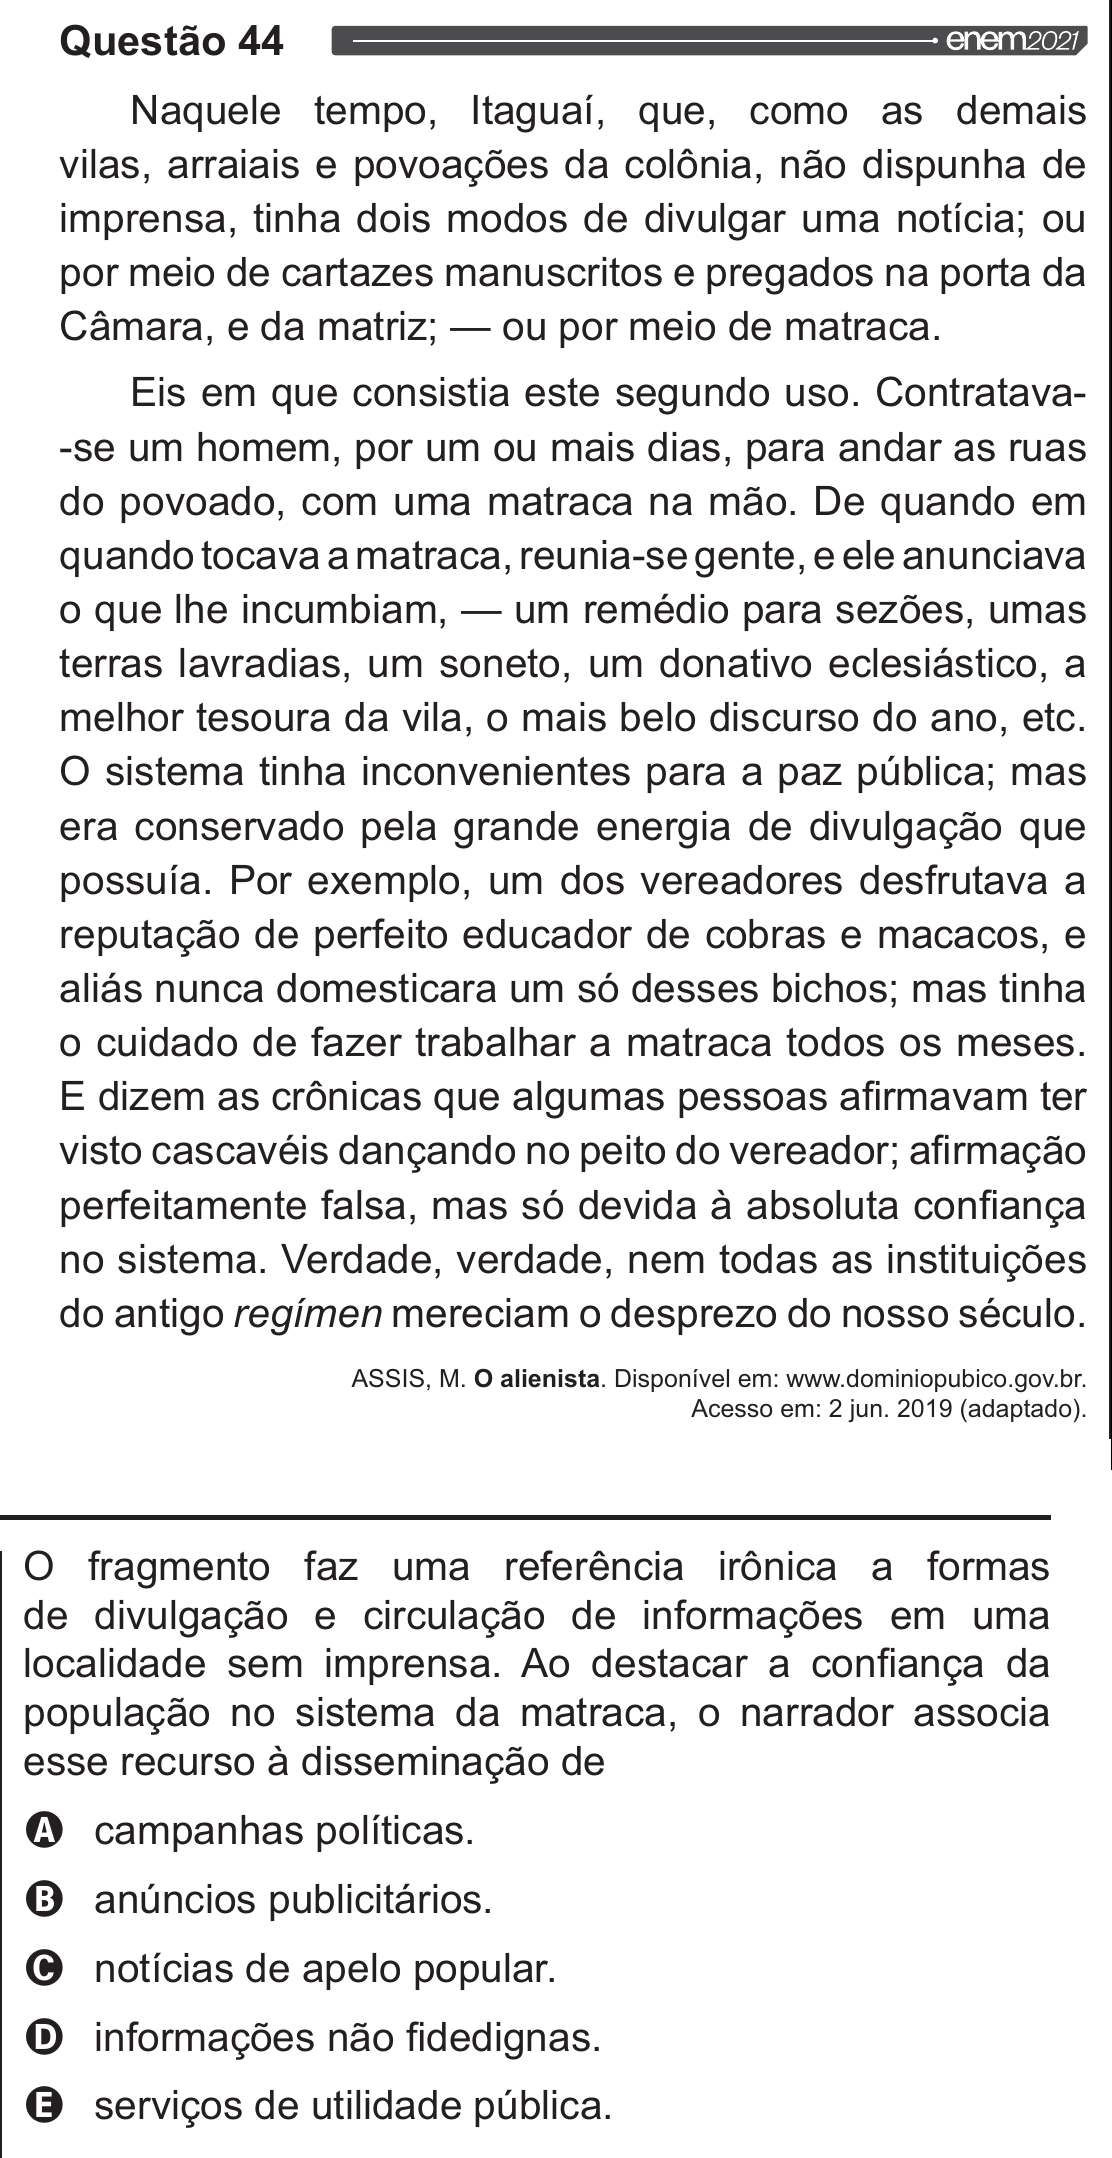 Questão 44
enem2021
Naquele tempo, Itaguaí, que, como as demais
vilas, arraiais e povoações da colônia, não dispunha de
imprensa, tinha dois modos de divulgar uma notícia; ou
por meio de cartazes manuscritos e pregados na porta da
Câmara, e da matriz; — ou por meio de matraca.
Eis em que consistia este segundo uso. Contratava-
-se um homem, por um ou mais dias, para andar as ruas
do povoado, com uma matraca na mão. De quando em
quando tocava a matraca, reunia-se gente, e ele anunciava
o que lhe incumbiam, — um remédio para sezões, umas
terras lavradias, um soneto, um donativo eclesiástico, a
melhor tesoura da vila, o mais belo discurso do ano, etc.
O sistema tinha inconvenientes para a paz pública; mas
era conservado pela grande energia de divulgação que
possuía. Por exemplo, um dos vereadores desfrutava a
reputação de perfeito educador de cobras e macacos, e
aliás nunca domesticara um só desses bichos; mas tinha
o cuidado de fazer trabalhar a matraca todos os meses.
E dizem as crônicas que algumas pessoas afirmavam ter
visto cascavéis dançando no peito do vereador; afirmação
perfeitamente falsa, mas só devida à absoluta confiança
no sistema. Verdade, verdade, nem todas as instituições
do antigo regímen mereciam o desprezo do nosso século.
ASSIS, M. O alienista. Disponível em: www.dominiopubico.gov.br.
Acesso em: 2 jun. 2019 (adaptado).
O fragmento faz uma referência irônica a formas
de divulgação e circulação de informações em uma
localidade sem imprensa. Ao destacar a confiança da
população no sistema da matraca, o narrador associa
esse recurso à disseminação de
A campanhas políticas.
B anúncios publicitários.
C notícias de apelo popular.
D informações não fidedignas.
E serviços de utilidade pública.